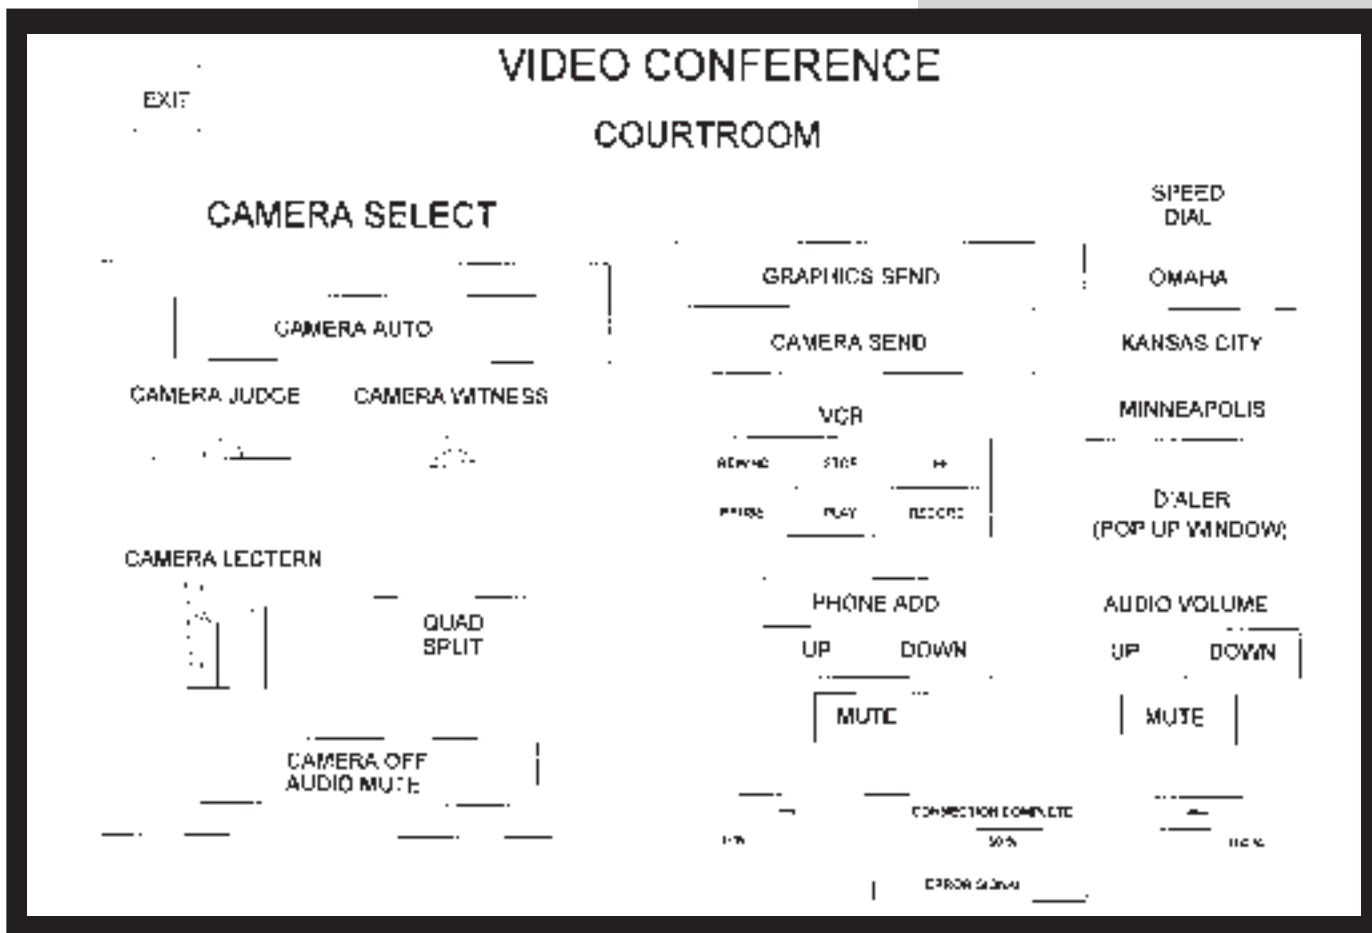 VIDEO CONFERENCE
EXIT
COURTROOM
CAMERA SELECT
SPEED
DIAL
GRAPHICS SEND
OMAHA
CAMERA AUTO
CAMERA SEND
KANSAS CITY
CAMERA JUDGE
CAMERA WITNESS
VCR
MINNEAPOLIS
REWIND
STOP
FF
PAUSE
PLAY
RECORD
DIALER
(POP UP WINDOW)
CAMERA LECTERN
QUAD
SPLIT
PHONE ADD
AUDIO VOLUME
UP
DOWN
UP
DOWN
MUTE
MUTE
CAMERA OFF
AUDIO MUTE
CONNECTION COMPLETE
50%
ERROR SIGNAL